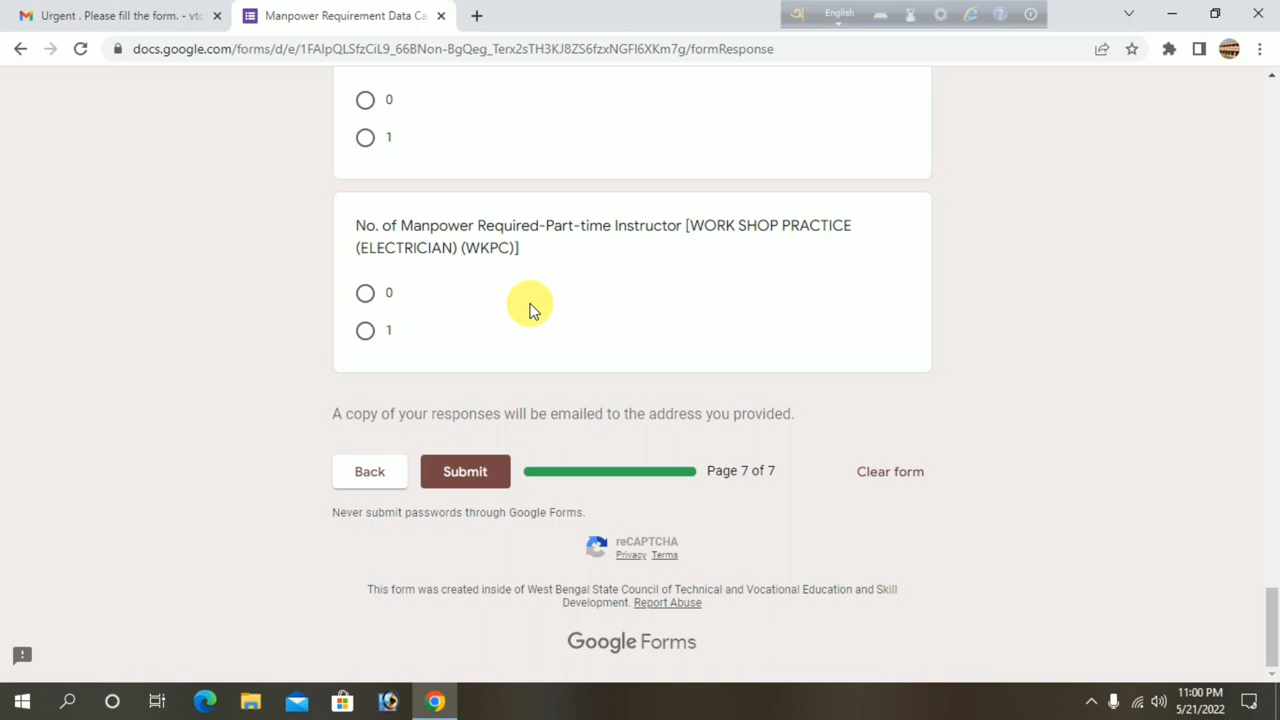 Urgent . Please fill the form. - vtc
Manpower Requirement Data Ca
English
docs.google.com/forms/d/e/1FAIpQLSfzCiL9_66BNon-BgQeg_Terx2sTH3KJ8ZS6fzxNGFl6XKm7g/formResponse
0
1
No. of Manpower Required-Part-time Instructor [WORK SHOP PRACTICE
(ELECTRICIAN) (WKPC)]
0
1
A copy of your responses will be emailed to the address you provided.
Back
Submit
Page 7 of 7
Clear form
Never submit passwords through Google Forms.
reCAPTCHA
Privacy Terms
This form was created inside of West Bengal State Council of Technical and Vocational Education and Skill
Development. Report Abuse
Google Forms
11:00 PM
5/21/2022